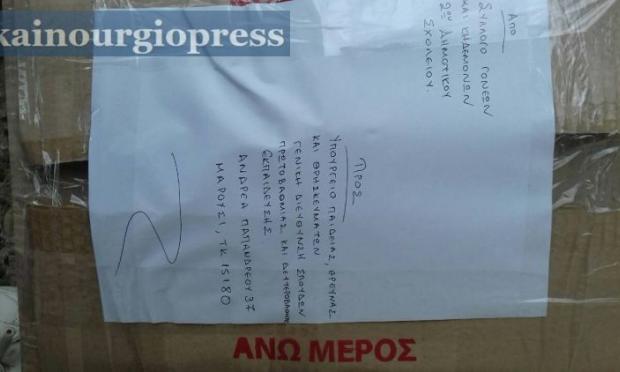 kainourgiopress
ΑΠΟ
ΣΥΛΛΟΓΟ ΓΟΝΕΩΝ
ΚΑΙ ΚΗΔΕΜΟΝΩΝ
2ου ΔΗΜΟΤΙΚΟΥ
ΣΧΟΛΕΙΟΥ.
ΠΡΟΣ
ΥΠΟΥΡΓΕΙΟ ΠΑΙΔΕΙΑΣ, ΕΡΕΥΝΑΣ
ΚΑΙ ΘΡΗΣΚΕΥΜΑΤΩΝ
ΓΕΝΙΚΗ ΔΙΕΥΘΥΝΣΗ ΣΠΟΥΔΩΝ
ΠΡΩΤΟΒΑΘΜΙΑΣ ΚΑΙ ΔΕΥΤΕΡΟΒΑΘΜΙΑΣ
ΕΚΠΑΙΔΕΥΣΗΣ.
ΑΝΔΡΕΑ ΠΑΠΑΝΔΡΕΟΥ 37
ΜΑΡΟΥΣΙ, ΤΚ 15180
ΑΝΩ ΜΕΡΟΣ